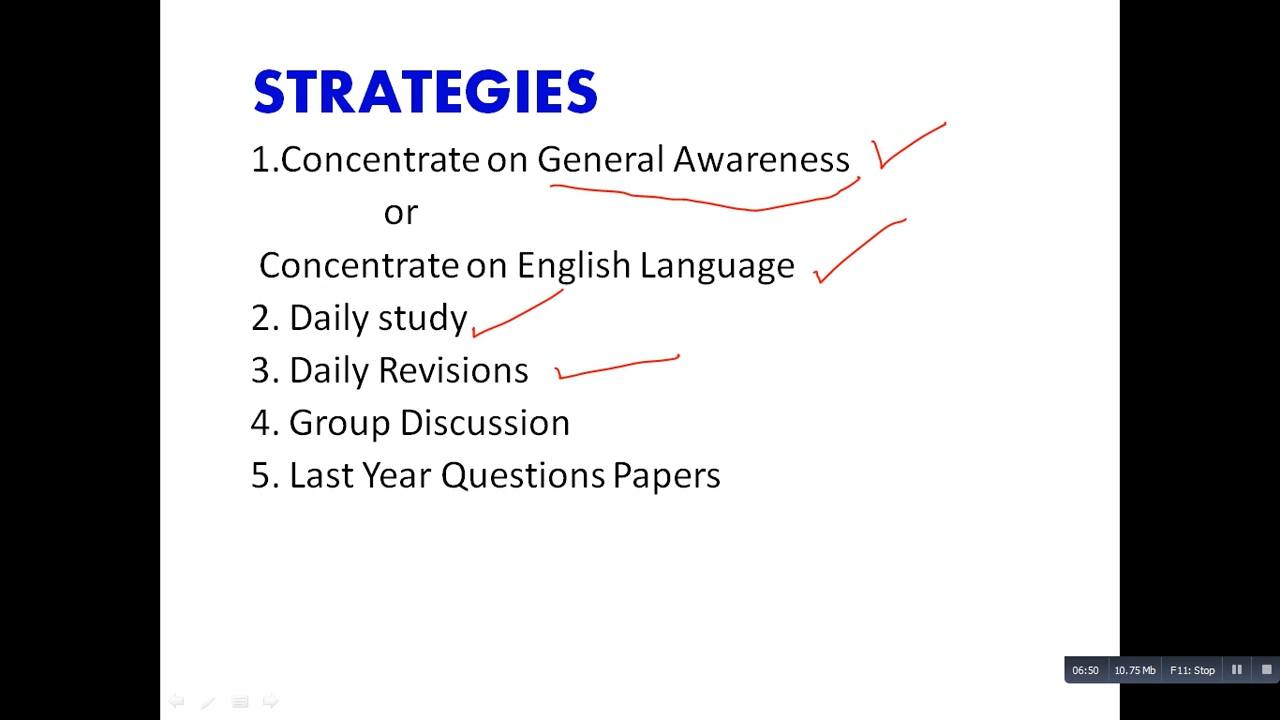 STRATEGIES
1.Concentrate on General Awareness
or
Concentrate on English Language
2. Daily study
3. Daily Revisions
4. Group Discussion
5. Last Year Questions Papers
06:50 10.75 Mb F11: Stop